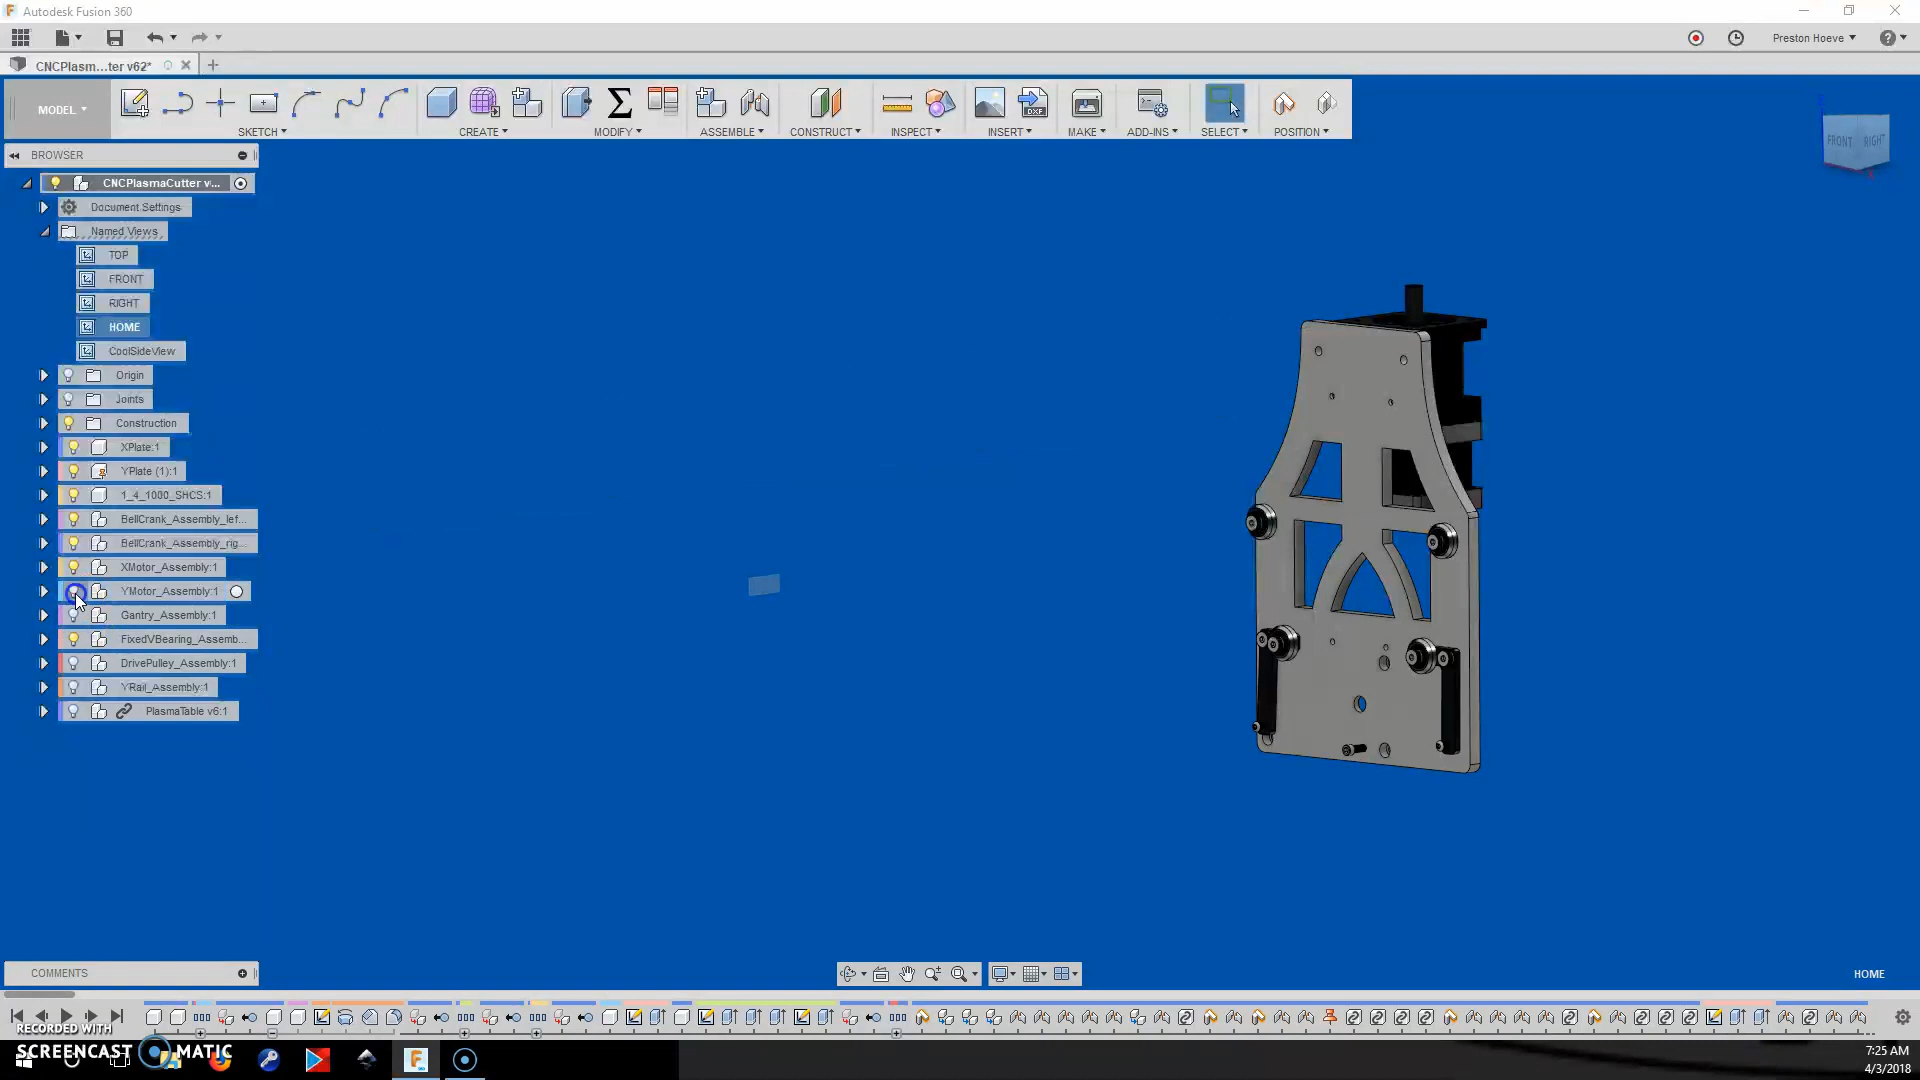 Autodesk Fusion 360
Preston Hoeve
CNCPlasm...ter v62*
MODEL
SKETCH
CREATE
MODIFY
ASSEMBLE
CONSTRUCT
INSPECT
INSERT
MAKE
ADD-INS
SELECT
POSITION
DXF
FRONT
RIGHT
BROWSER
CNCPlasmaCutter v...
Document Settings
Named Views
TOP
FRONT
RIGHT
HOME
CoolSideView
Origin
Joints
Construction
XPlate:1
YPlate (1):1
1_4_1000_SHCS:1
BellCrank_Assembly_lef...
BellCrank_Assembly_rig...
XMotor_Assembly:1
YMotor_Assembly:1
Gantry_Assembly:1
FixedVBearing_Assemb...
DrivePulley_Assembly:1
YRail_Assembly:1
PlasmaTable v6:1
COMMENTS
HOME
RECORDED WITH
SCREENCAST MATIC
7:25 AM
4/3/2018